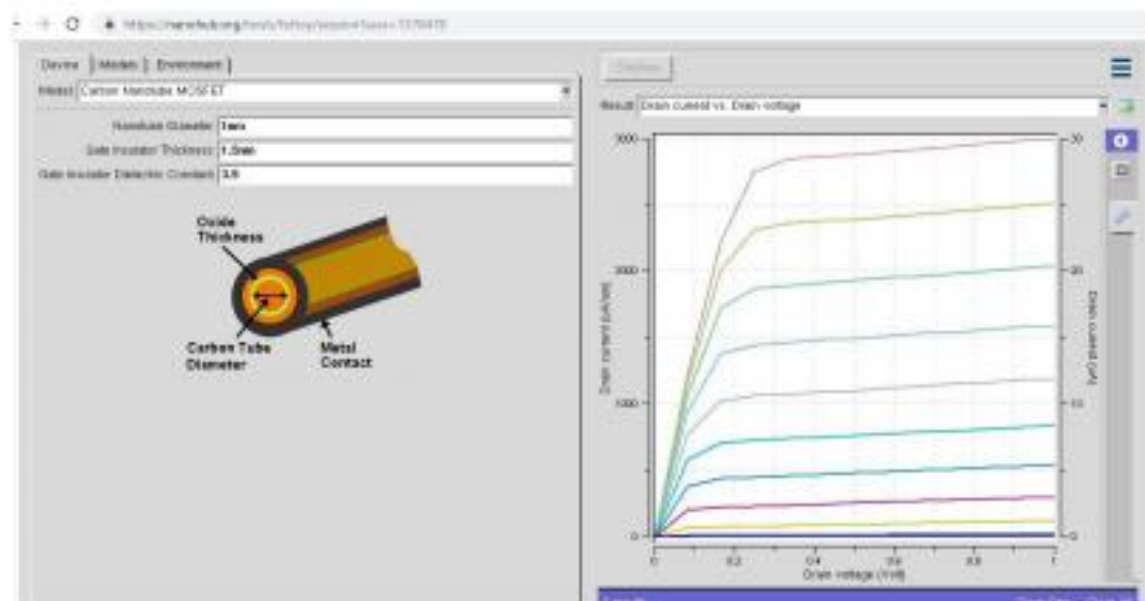 Device Models Environment
Model: Carbon Nanotube MOSFET
Nanotube Diameter: 1nm
Gate Insulator Thickness: 1.5nm
Gate Insulator Dielectric Constant: 3.9
Oxide
Thickness
Carbon Tube
Diameter
Metal
Contact
Result: Drain current vs. Drain voltage
3000
2000
1000
0
Drain current (uA/um)
30
20
10
0
Drain current (uA)
0 0.2 0.4 0.6 0.8 1
Drain voltage (Volt)